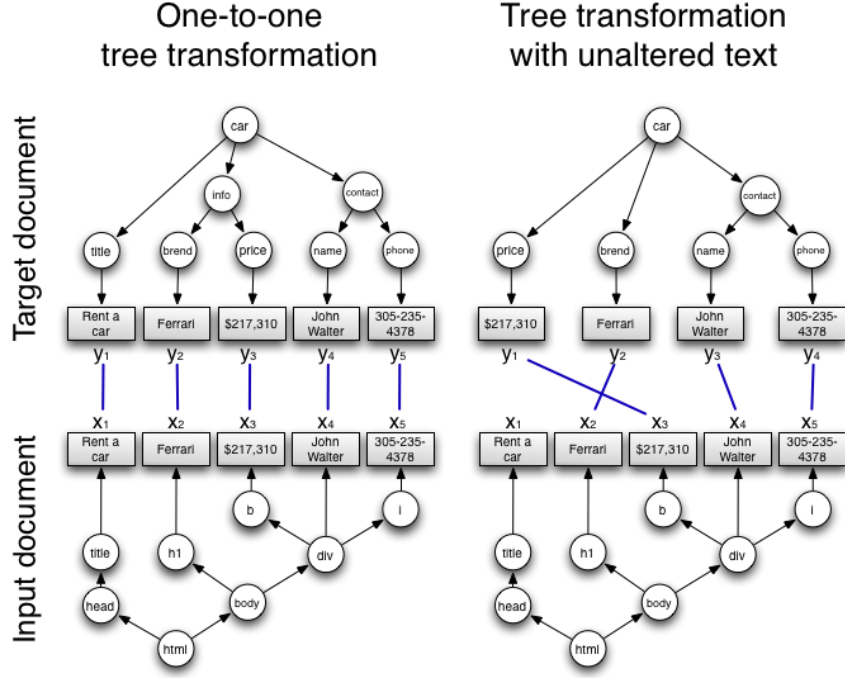 One-to-one
tree transformation
Tree transformation
with unaltered text
Target document
car
info
contact
title
brend
price
name
phone
Rent a
car
Ferrari
$217,310
John
Walter
305-235-
4378
y1
y2
y3
y4
y5
car
contact
price
brend
name
phone
$217,310
Ferrari
John
Walter
305-235-
4378
y1
y2
y3
y4
Input document
x1
x2
x3
x4
x5
Rent a
car
Ferrari
$217,310
John
Walter
305-235-
4378
b
i
title
h1
div
head
body
html
x1
x2
x3
x4
x5
Rent a
car
Ferrari
$217,310
John
Walter
305-235-
4378
b
i
title
h1
div
head
body
html